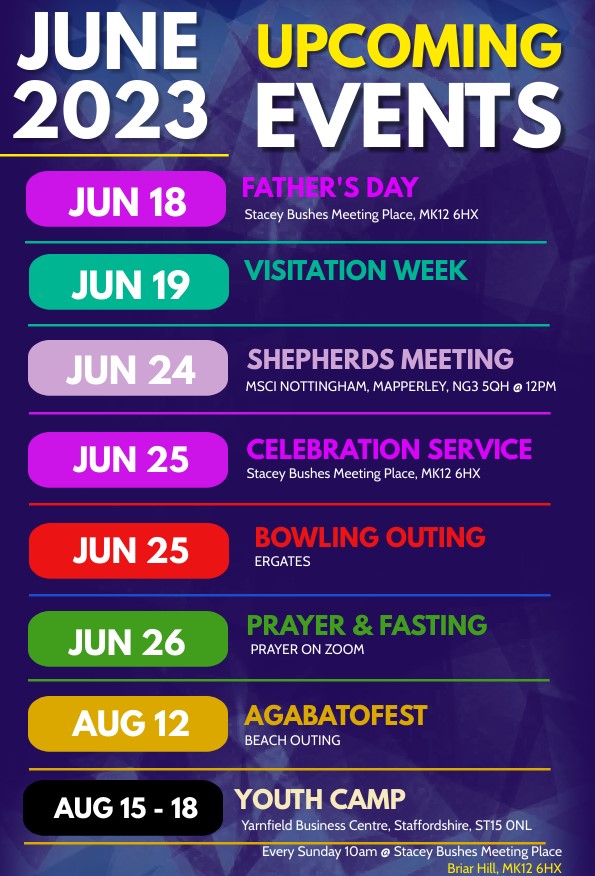 JUNE
2023
UPCOMING
EVENTS
JUN 18
FATHER'S DAY
Stacey Bushes Meeting Place, MK12 6HX
JUN 19
VISITATION WEEK
JUN 24
SHEPHERDS MEETING
MSCI NOTTINGHAM, MAPPERLEY, NG3 5QH @ 12PM
JUN 25
CELEBRATION SERVICE
Stacey Bushes Meeting Place, MK12 6HX
JUN 25
BOWLING OUTING
ERGATES
JUN 26
PRAYER & FASTING
PRAYER ON ZOOM
AUG 12
AGABATOFEST
BEACH OUTING
AUG 15 - 18
YOUTH CAMP
Yarnfield Business Centre, Staffordshire, ST15 0NL
Every Sunday 10am @ Stacey Bushes Meeting Place
Briar Hill, MK12 6HX